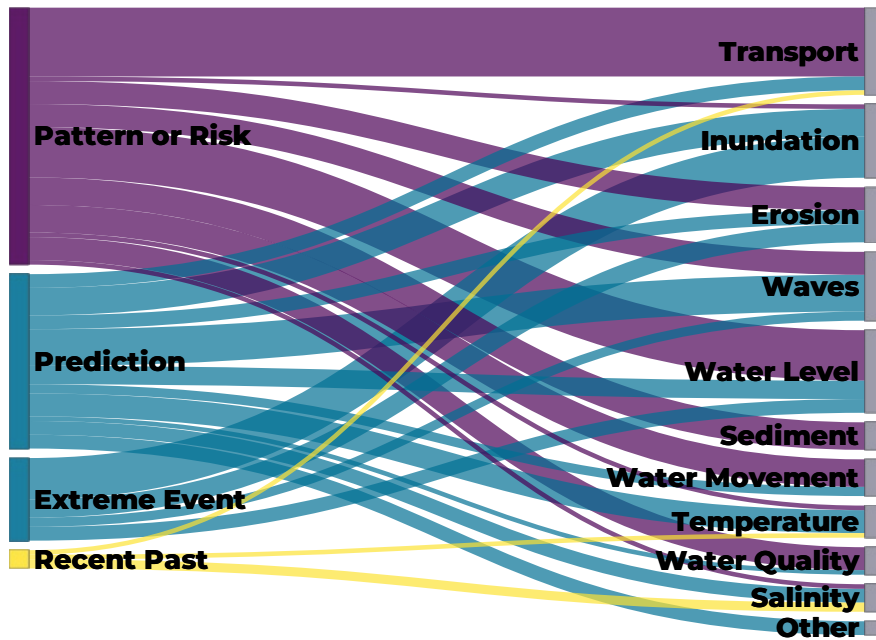 Pattern or Risk
Prediction
Extreme Event
Recent Past
Transport
Inundation
Erosion
Waves
Water Level
Sediment
Water Movement
Temperature
Water Quality
Salinity
Other